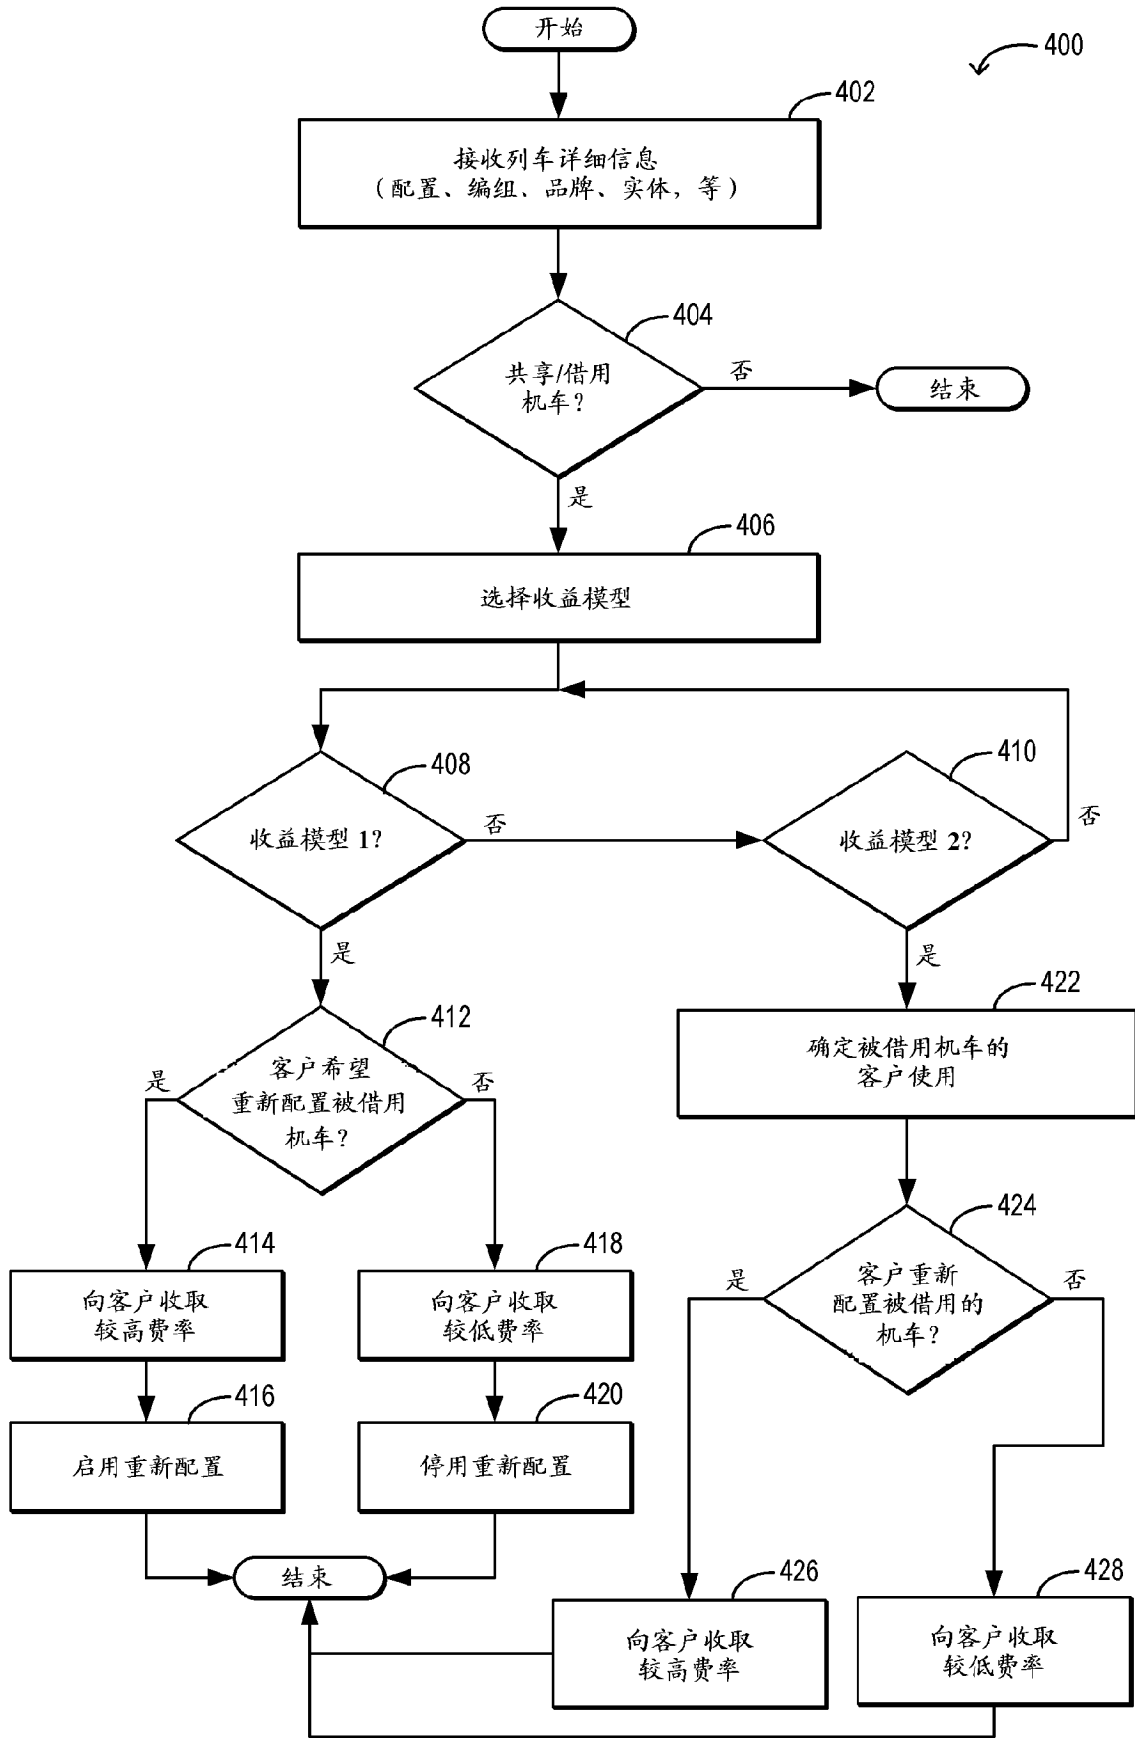 开始
400
402
接收列车详细信息
（配置、编组、品牌、实体，等）
404
共享/借用
机车?
否
结束
是
406
选择收益模型
408
收益模型 1?
否
410
收益模型 2?
否
是
是
412
客户希望
重新配置被借用
机车?
是
否
422
确定被借用机车的
客户使用
424
客户重新
配置被借用的
机车?
是
否
414
向客户收取
较高费率
418
向客户收取
较低费率
416
启用重新配置
420
停用重新配置
结束
426
向客户收取
较高费率
428
向客户收取
较低费率